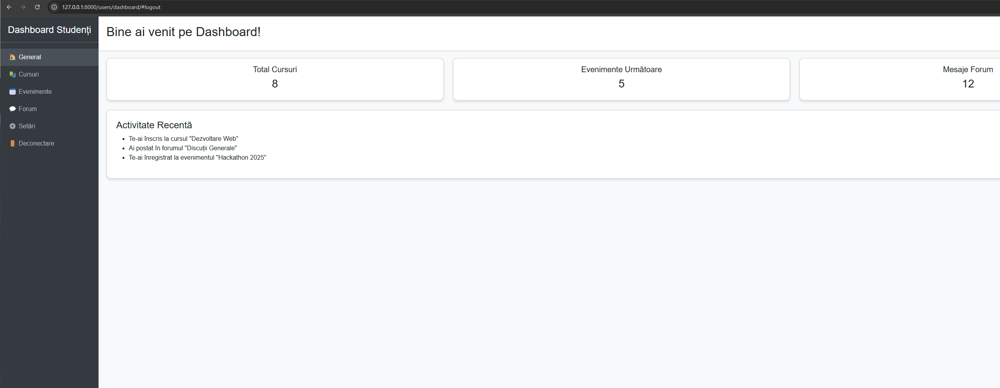 127.0.0.1:8000/users/dashboard/#logout
Dashboard Studenți
General
Cursuri
Evenimente
Forum
Setări
Deconectare
Bine ai venit pe Dashboard!
Total Cursuri
8
Evenimente Următoare
5
Mesaje Forum
12
Activitate Recentă
Te-ai înscris la cursul "Dezvoltare Web"
Ai postat în forumul "Discuții Generale"
Te-ai înregistrat la evenimentul "Hackathon 2025"